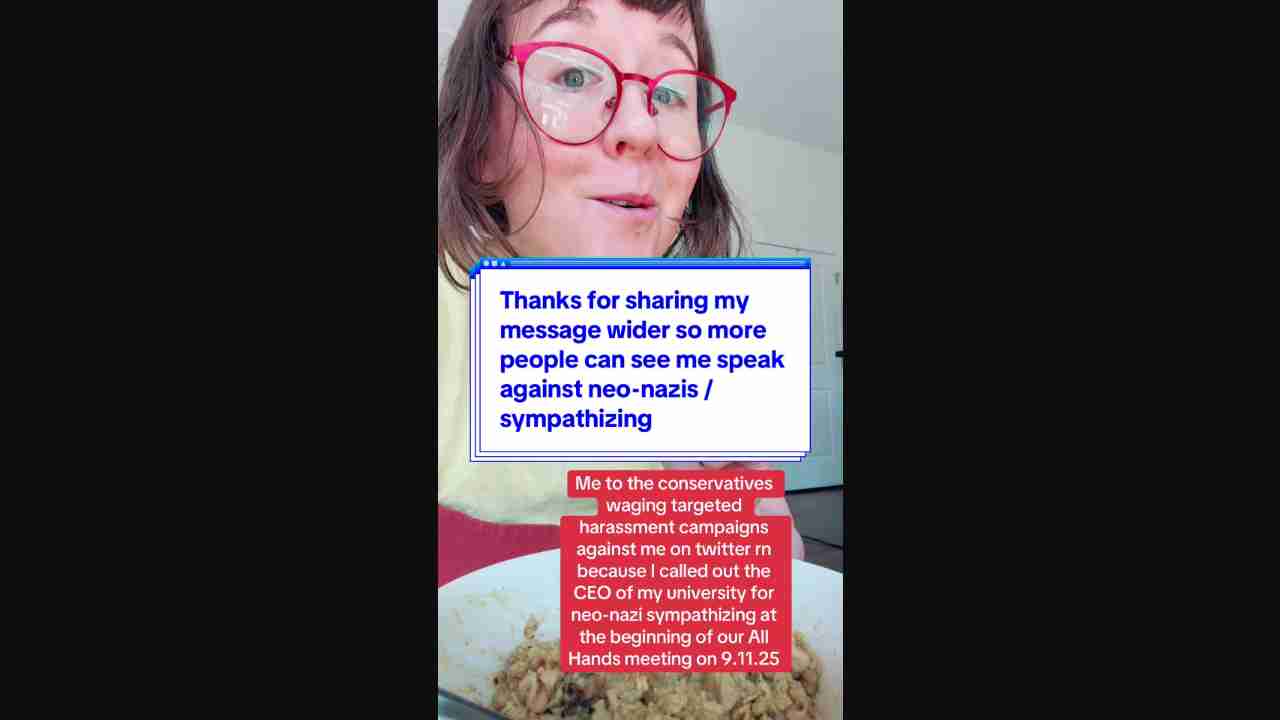 Thanks for sharing my
message wider so more
people can see me speak
against neo-nazis /
sympathizing
Me to the conservatives
waging targeted
harassment campaigns
against me on twitter rn
because I called out the
CEO of my university for
neo-nazi sympathizing at
the beginning of our All
Hands meeting on 9.11.25